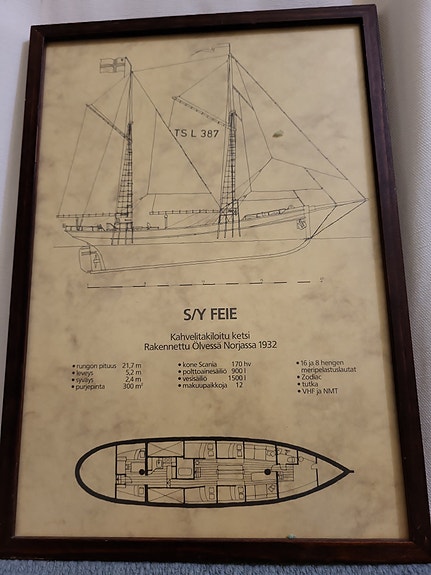 TS L 387
S/Y FEIE
Kahvelitakiloitu ketsi
Rakennettu Ölvessä Norjassa 1932
• rungon pituus 21,7 m
• leveys 5,2 m
• syväys 2,4 m
• purjepinta 300 m²
• kone Scania 170 hv
• polttoainesäiliö 900 l
• vesisäiliö 1500 l
• makuupaikkoja 12
• 16 ja 8 hengen
meripelastuslautat
• Zodiac
• tutka
• VHF ja NMT